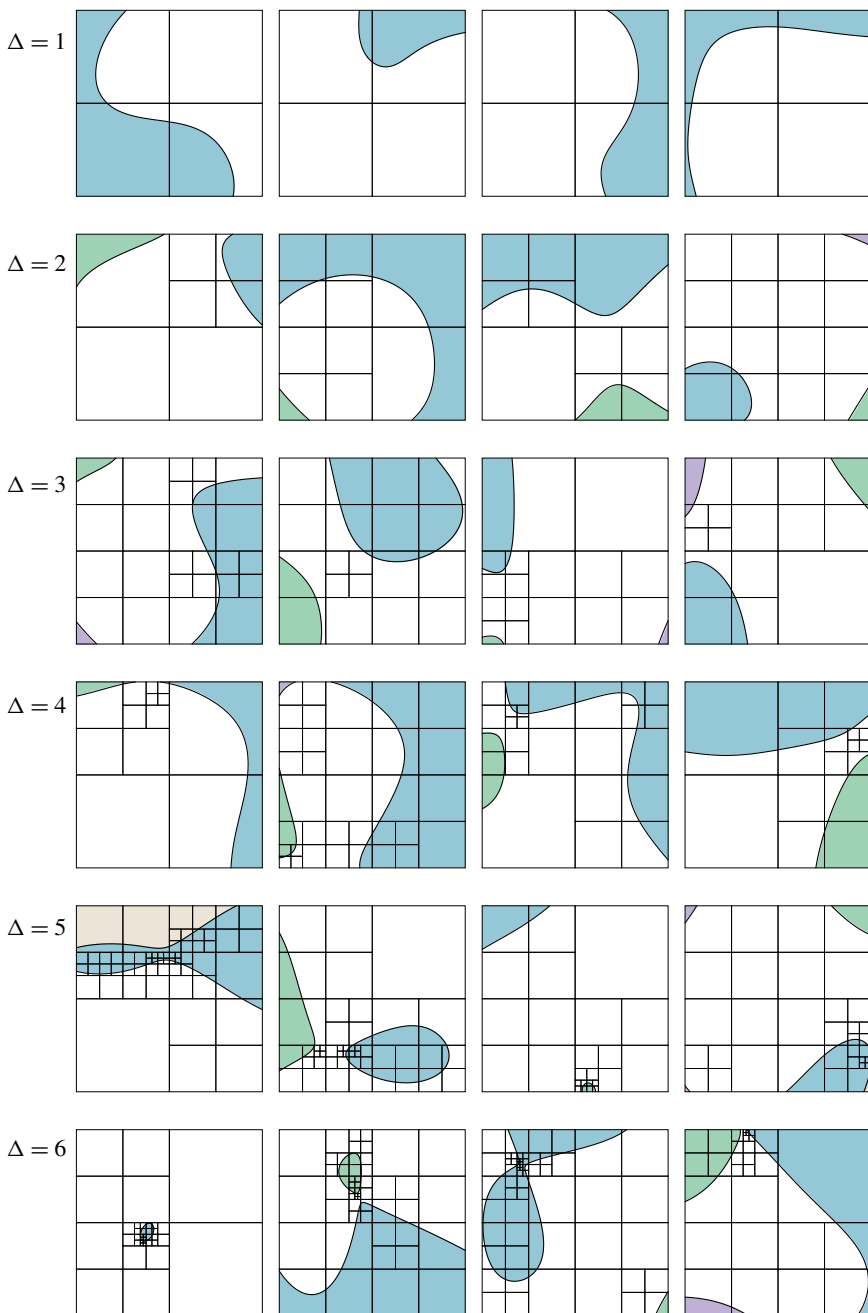 Δ = 1
Δ = 2
Δ = 3
Δ = 4
Δ = 5
Δ = 6